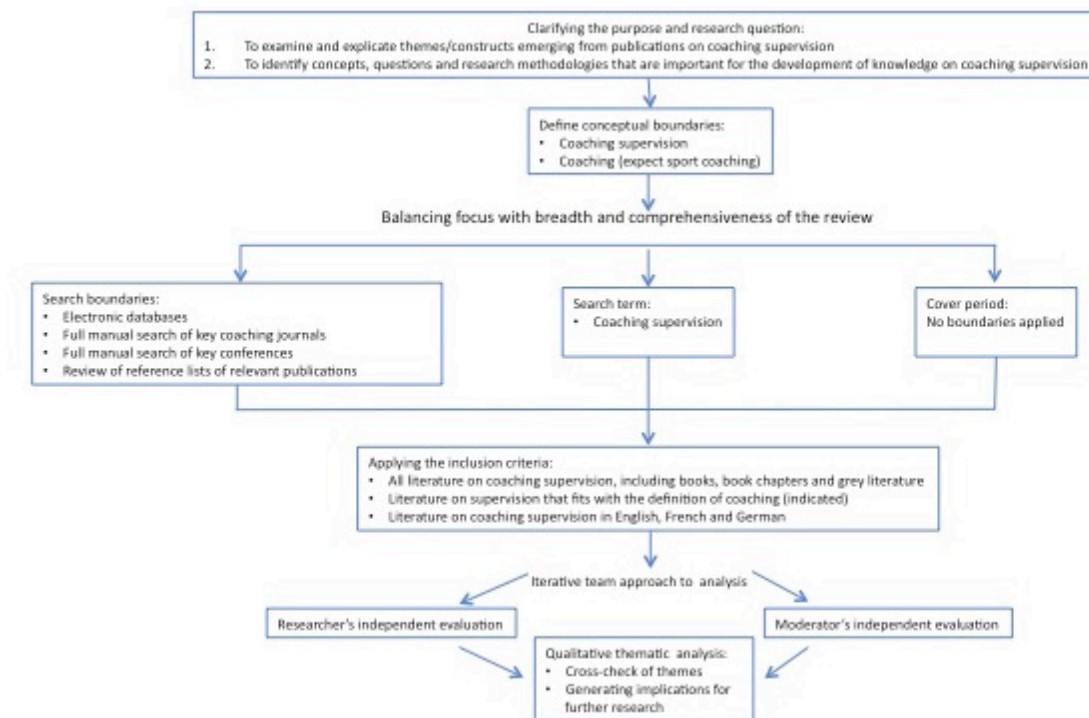 Clarifying the purpose and research question:
1. To examine and explicate themes/constructs emerging from publications on coaching supervision
2. To identify concepts, questions and research methodologies that are important for the development of knowledge on coaching supervision
Define conceptual boundaries:
• Coaching supervision
• Coaching (expect sport coaching)
Balancing focus with breadth and comprehensiveness of the review
Search boundaries:
• Electronic databases
• Full manual search of key coaching journals
• Full manual search of key conferences
• Review of reference lists of relevant publications
Search term:
• Coaching supervision
Cover period:
No boundaries applied
Applying the inclusion criteria:
• All literature on coaching supervision, including books, book chapters and grey literature
• Literature on supervision that fits with the definition of coaching (indicated)
• Literature on coaching supervision in English, French and German
Iterative team approach to analysis
Researcher's independent evaluation
Moderator's independent evaluation
Qualitative thematic analysis:
• Cross-check of themes
• Generating implications for
further research